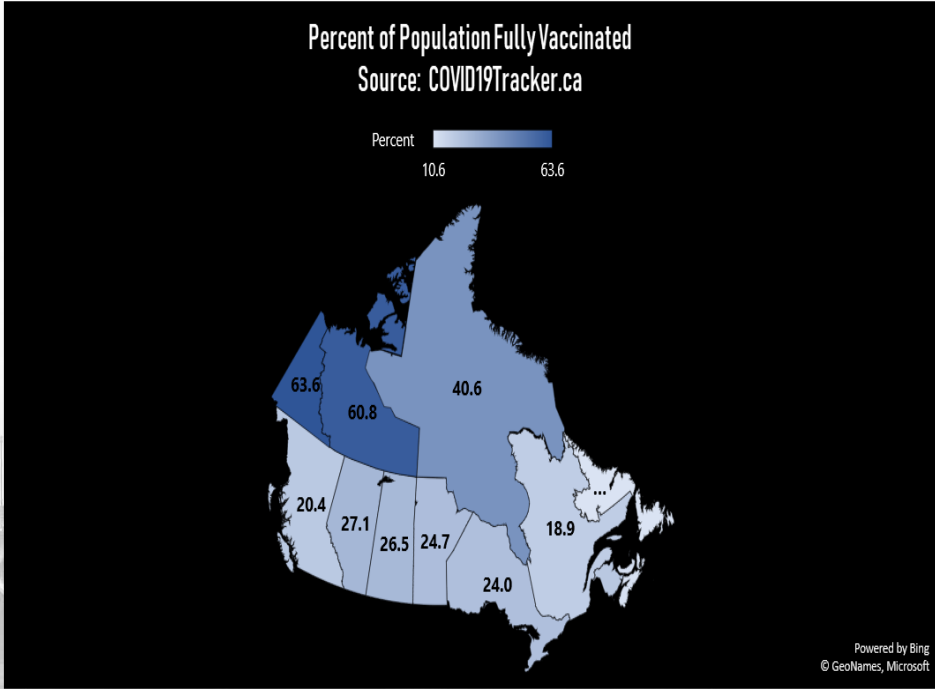 Percent of Population Fully Vaccinated
Source: COVID19Tracker.ca
Percent
10.6 63.6
63.6
60.8
40.6
20.4
27.1
26.5
24.7
24.0
18.9
...
Powered by Bing
© GeoNames, Microsoft